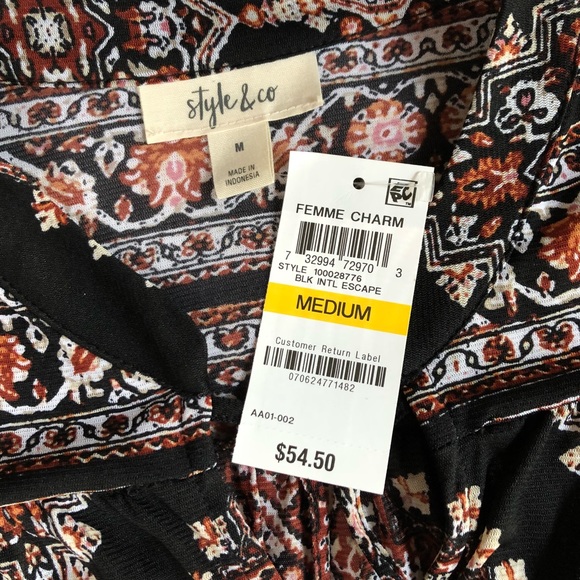 style & co
M
MADE IN
INDONESIA
FEMME CHARM
7 32994 72970 3
STYLE 100028776
BLK INTL ESCAPE
MEDIUM
Customer Return Label
070624771482
AA01-002
$54.50